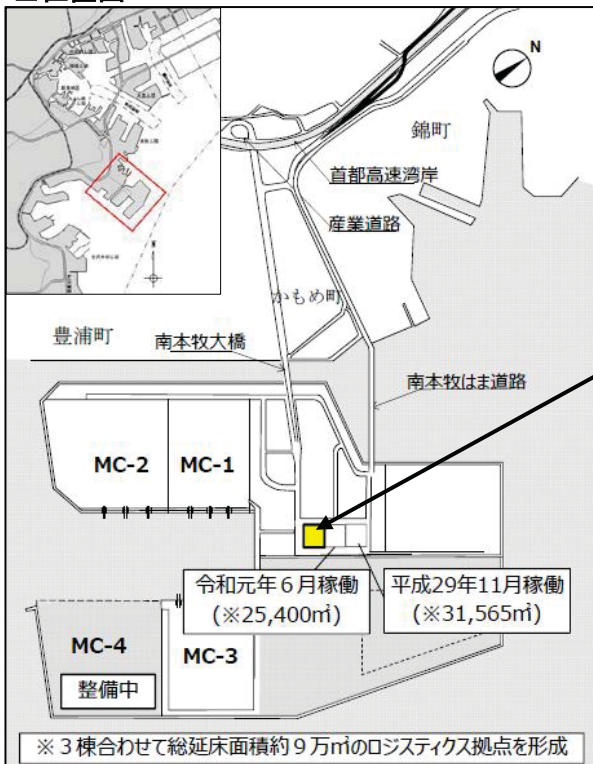 N
錦町
首都高速湾岸
産業道路
かもめ町
豊浦町
南本牧大橋
南本牧はま道路
MC-2
MC-1
令和元年6月稼働
(※25,400㎡)
平成29年11月稼働
(※31,565㎡)
MC-4
整備中
MC-3
※3棟合わせて総延床面積約9万㎡のロジスティクス拠点を形成